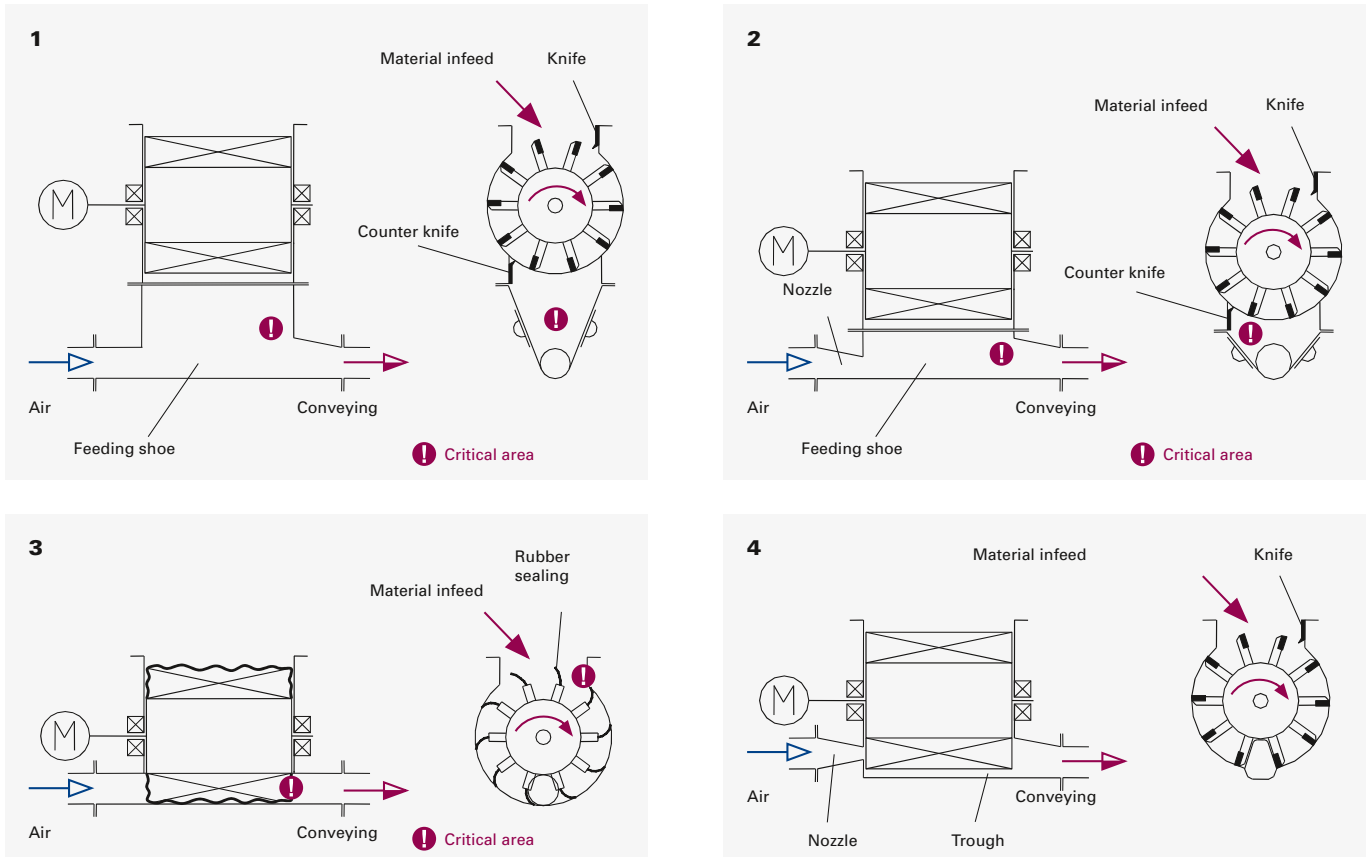 1
Material infeed
Knife
M
Counter knife
Air
Conveying
Feeding shoe
! Critical area
2
Material infeed
Knife
M
Nozzle
Counter knife
Air
Conveying
Feeding shoe
! Critical area
3
Rubber
sealing
Material infeed
M
Air
Conveying
! Critical area
4
Material infeed
Knife
M
Air
Conveying
Nozzle
Trough